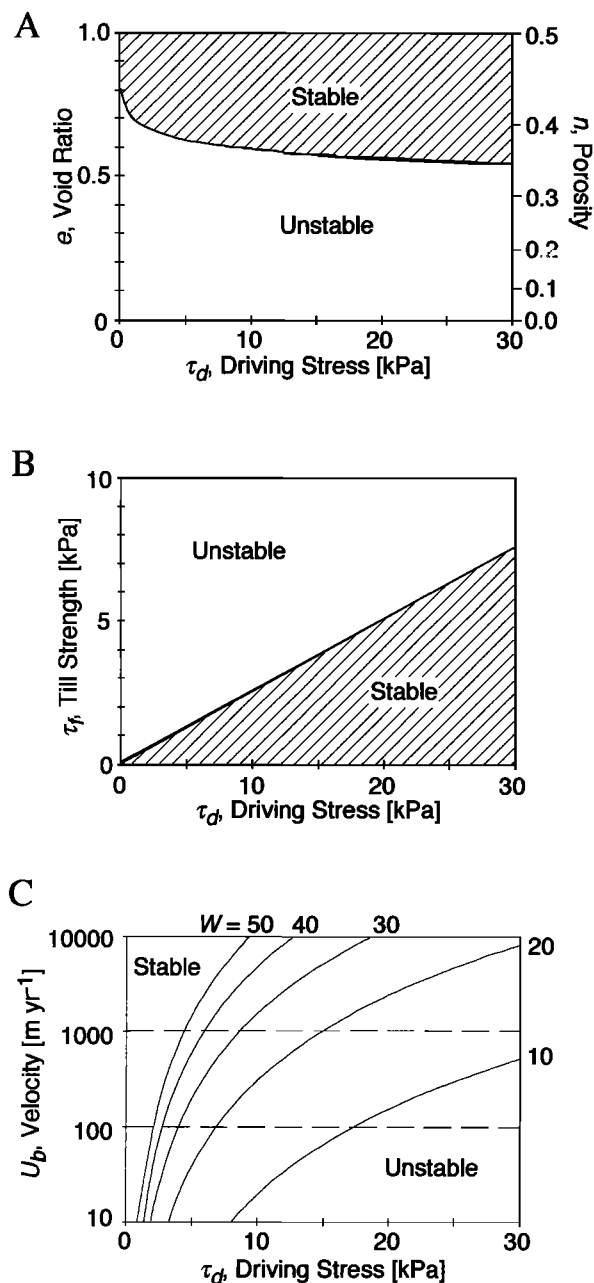 A
1.0
0.5
0
e, Void Ratio
Stable
Unstable
0.5
0.4
0.3
0.2
0.1
0.0
n, Porosity
0 10 20 30
τd, Driving Stress [kPa]
B
10
5
0
τf, Till Strength [kPa]
Unstable
Stable
0 10 20 30
τd, Driving Stress [kPa]
C
W = 50 40 30
20
10
10000
1000
100
10
Ub, Velocity [m yr-1]
Stable
Unstable
0 10 20 30
τd, Driving Stress [kPa]